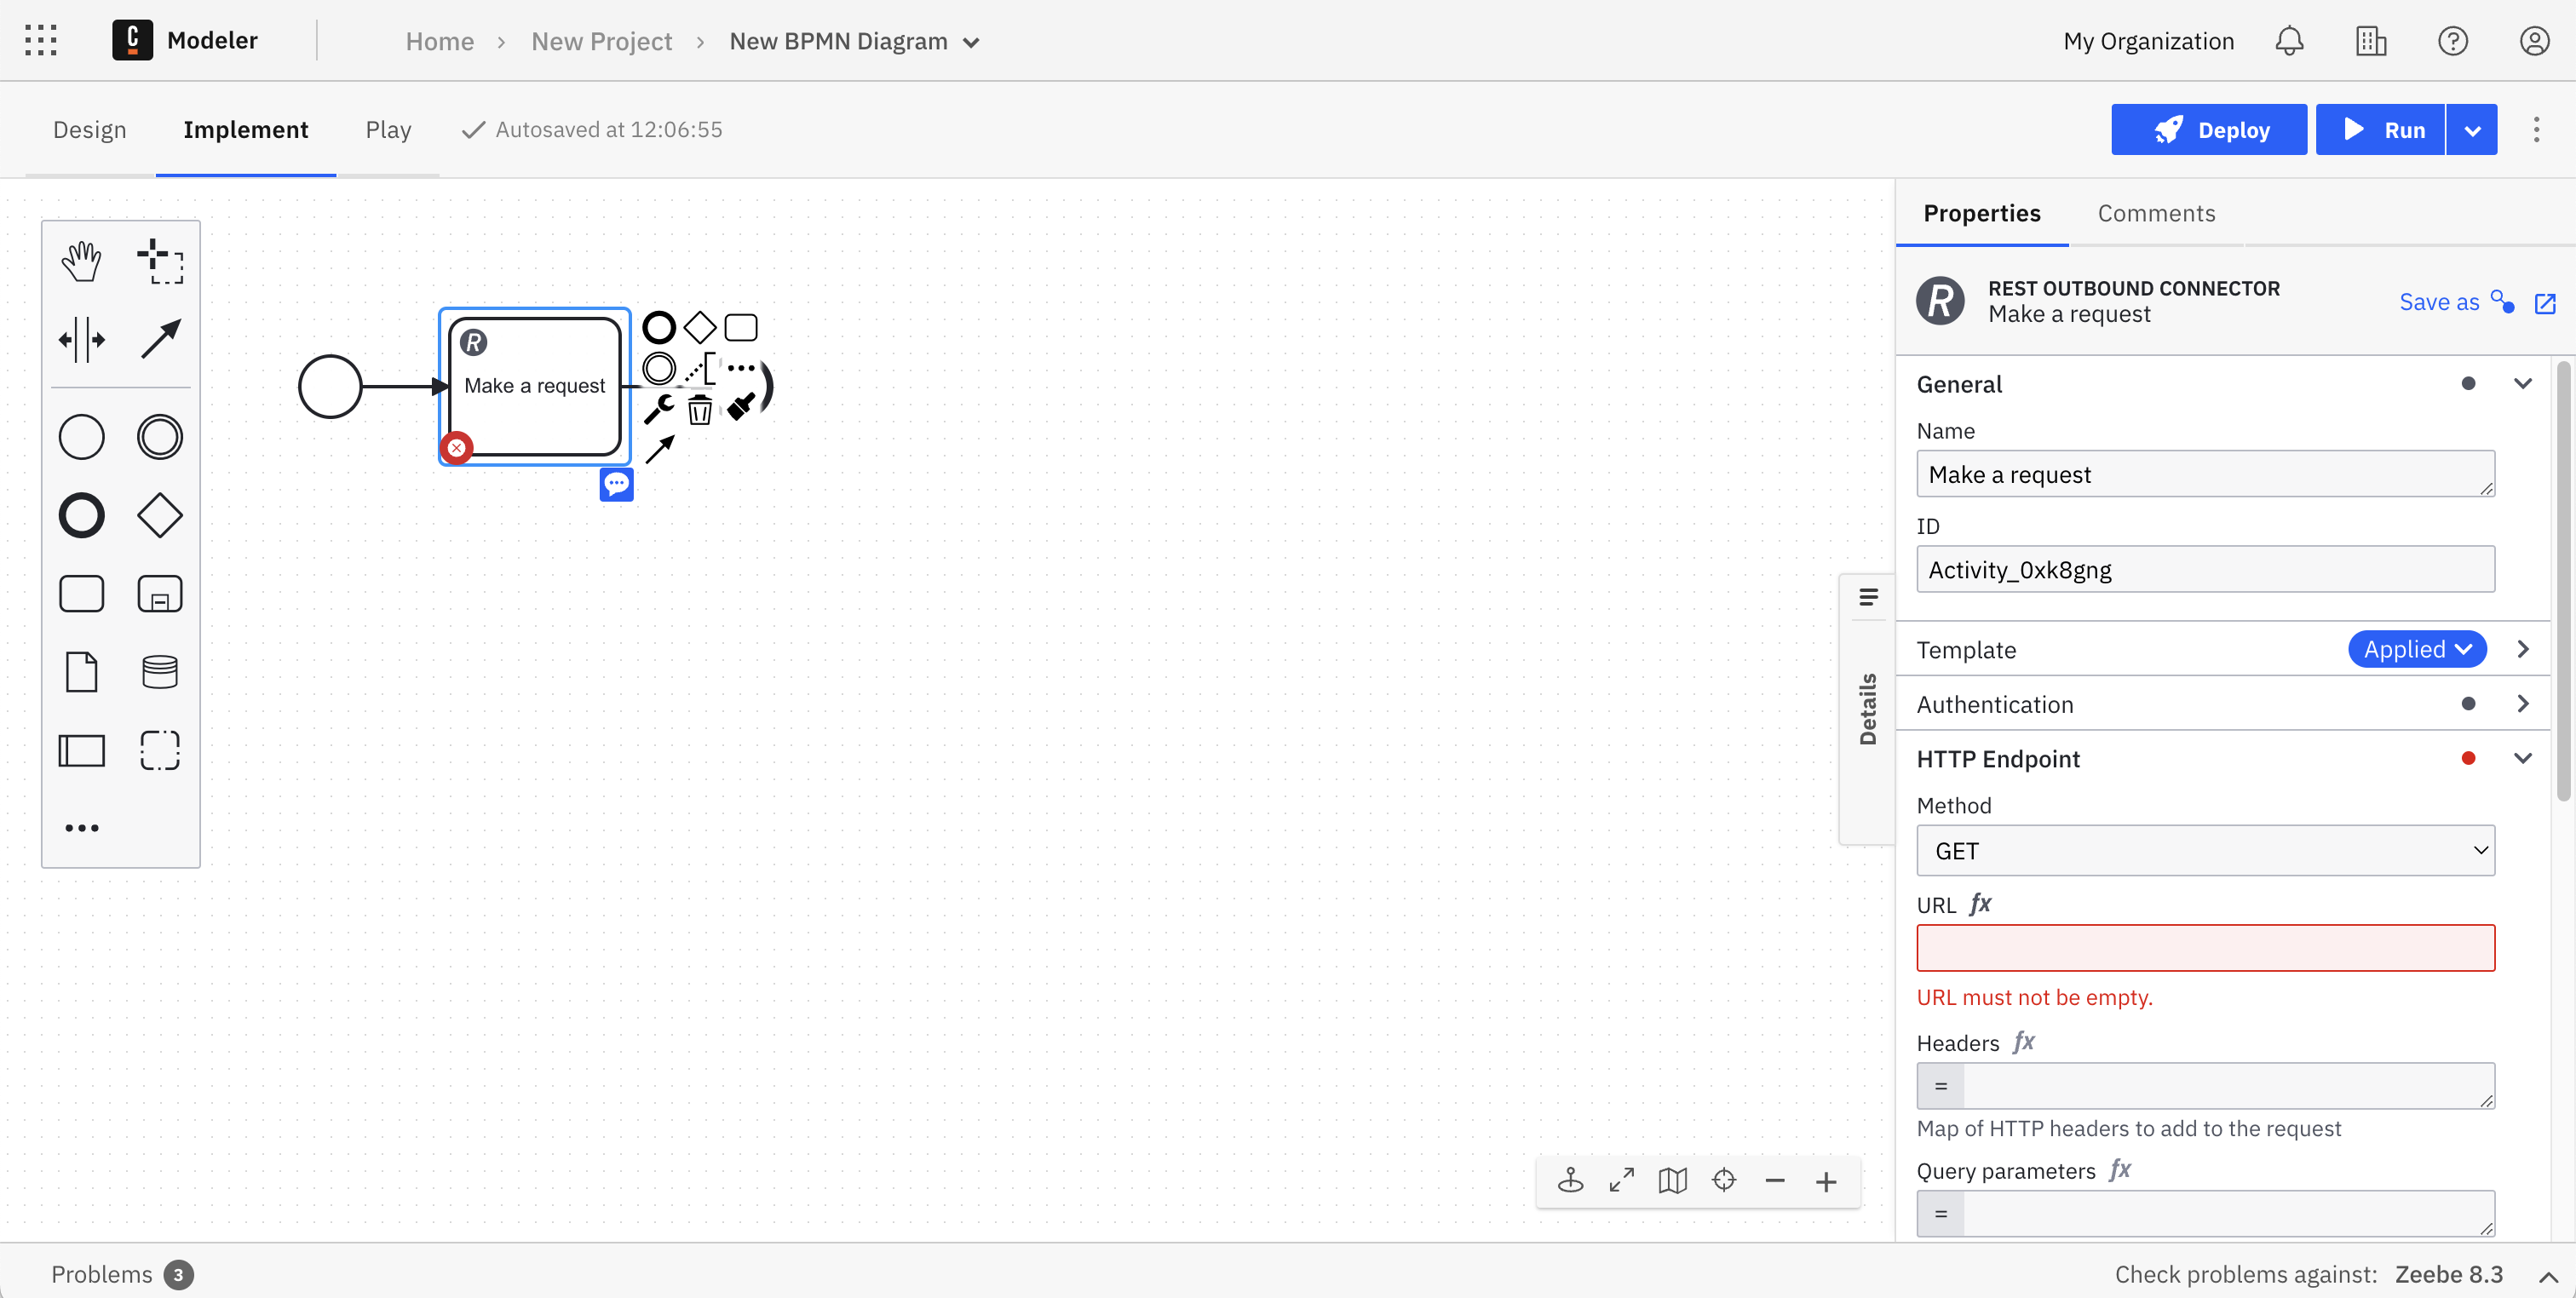 C Modeler
Home > New Project > New BPMN Diagram
My Organization
Design Implement Play Autosaved at 12:06:55
Deploy Run
Properties Comments
R REST OUTBOUND CONNECTOR
Make a request
Save as
R
Make a request
General
Name
Make a request
ID
Activity_0xk8gng
Template Applied
Authentication
Details
HTTP Endpoint
Method
GET
URL fx
URL must not be empty.
Headers fx
=
Map of HTTP headers to add to the request
Query parameters fx
=
Problems 3
Check problems against: Zeebe 8.3